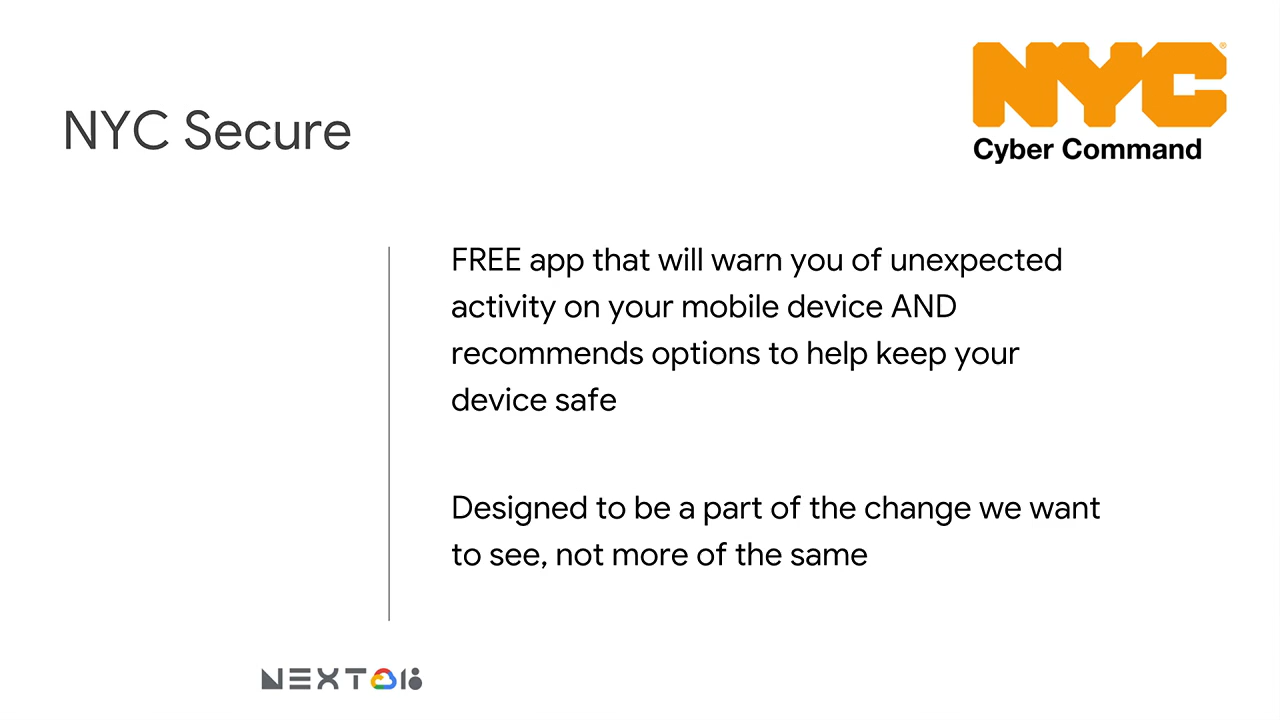 NYC®
Cyber Command
NYC Secure
FREE app that will warn you of unexpected
activity on your mobile device AND
recommends options to help keep your
device safe
Designed to be a part of the change we want
to see, not more of the same
NEXT 18